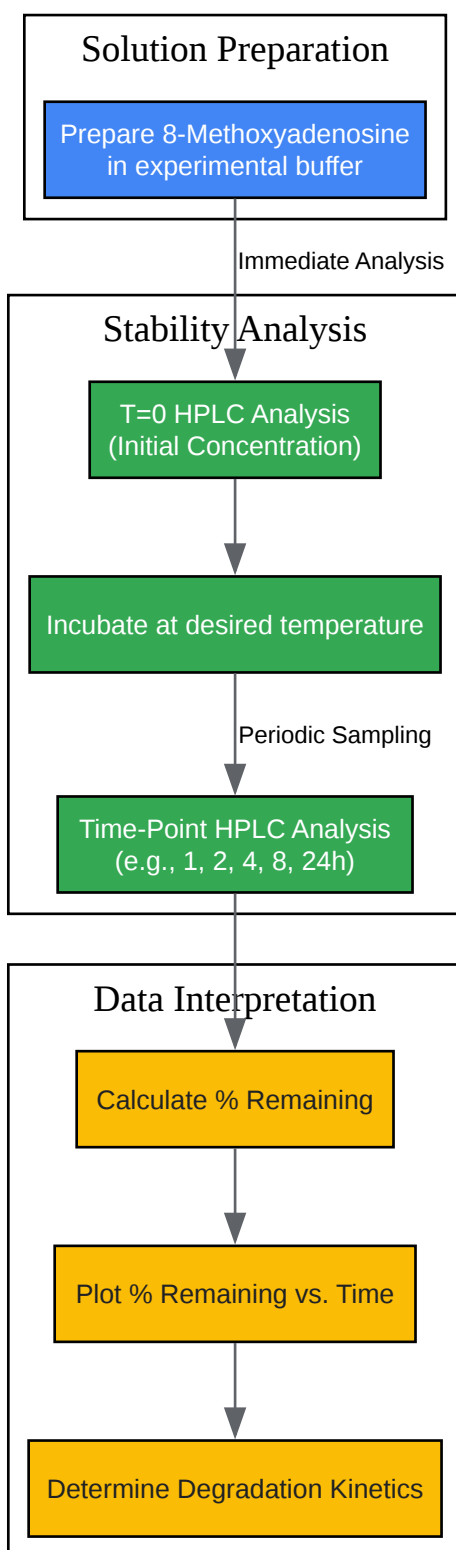 Solution Preparation
Prepare 8-Methoxyadenosine
in experimental buffer
Immediate Analysis
Stability Analysis
T=0 HPLC Analysis
(Initial Concentration)
Incubate at desired temperature
Periodic Sampling
Time-Point HPLC Analysis
(e.g., 1, 2, 4, 8, 24h)
Data Interpretation
Calculate % Remaining
Plot % Remaining vs. Time
Determine Degradation Kinetics